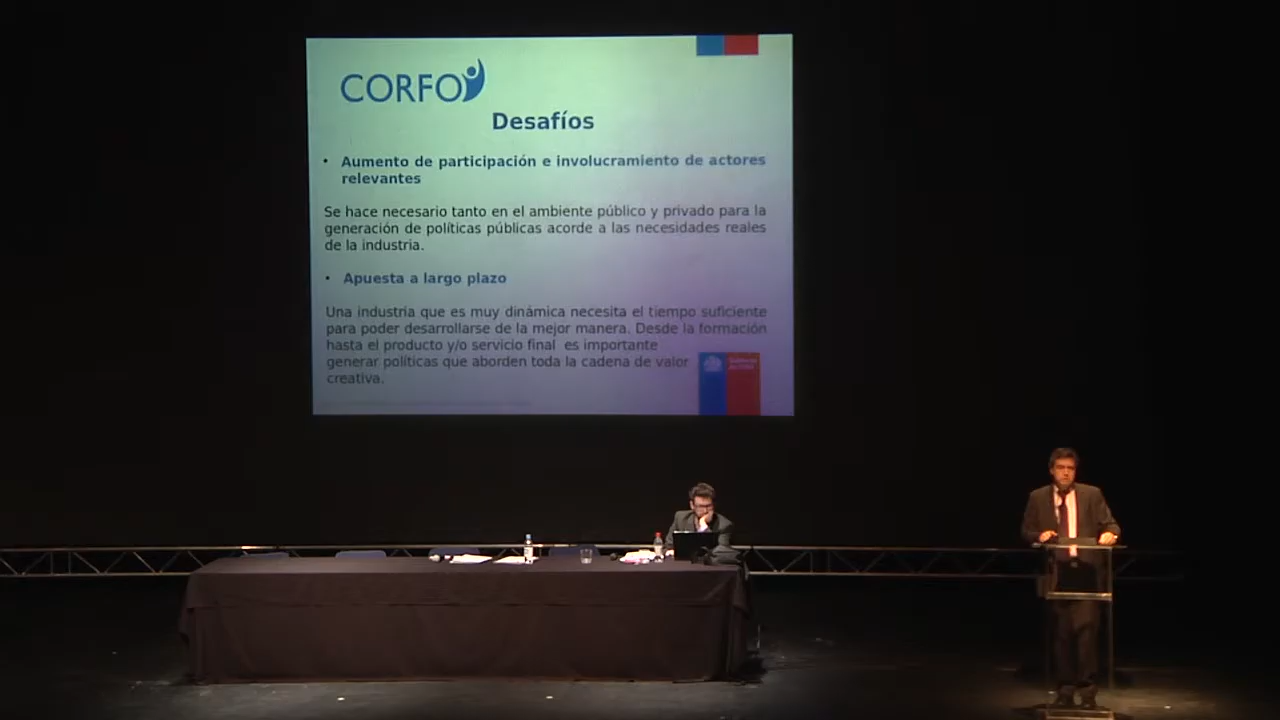 CORFO
Desafíos
• Aumento de participación e involucramiento de actores
relevantes
Se hace necesario tanto en el ambiente público y privado para la
generación de políticas públicas acorde a las necesidades reales
de la industria.
• Apuesta a largo plazo
Una industria que es muy dinámica necesita el tiempo suficiente
para poder desarrollarse de la mejor manera. Desde la formación
hasta el producto y/o servicio final es importante
generar políticas que aborden toda la cadena de valor
creativa.